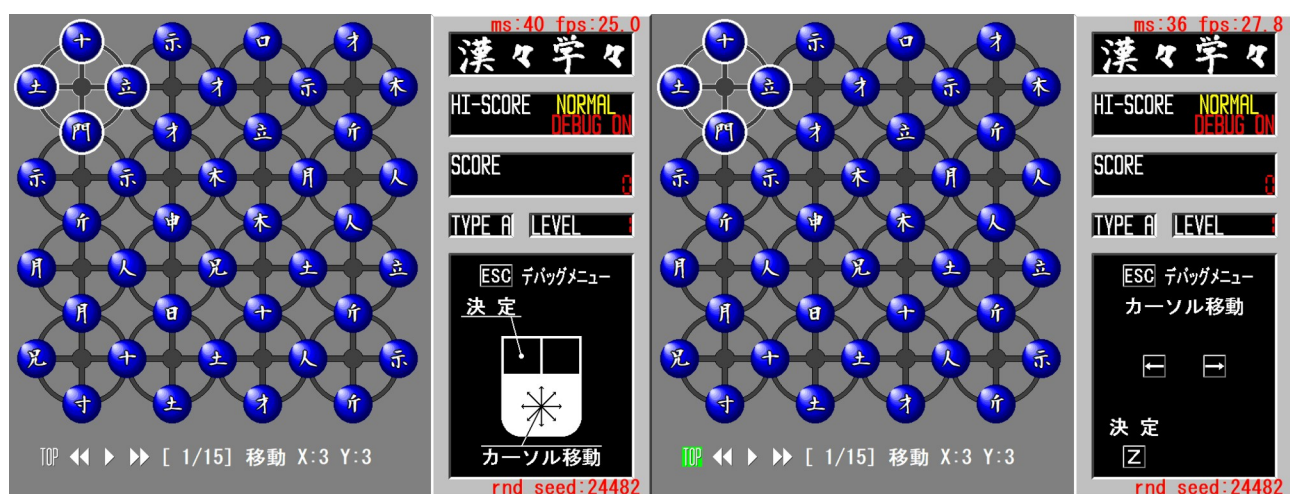 ms:40 fps:25.0
漢々学々
HI-SCORE NORMAL
DEBUG ON
SCORE
0
TYPE A LEVEL
ESC デバッグメニュー
決定
カーソル移動
rnd seed:24482
十 示 口 才
土 立 才 示 木
門 才 立 斤
示 示 木 月 人
斤 申 木 人
月 人 兄 土 立
月 日 十 斤
兄 十 土 人 示
寸 土 才 斤
TOP [ 1/15] 移動 X:3 Y:3
ms:36 fps:27.8
漢々学々
HI-SCORE NORMAL
DEBUG ON
SCORE
0
TYPE A LEVEL
ESC デバッグメニュー
カーソル移動
← →
決定
Z
rnd seed:24482
十 示 口 才
土 立 才 示 木
門 才 立 斤
示 示 木 月 人
斤 申 木 人
月 人 兄 土 立
月 日 十 斤
兄 十 土 人 示
寸 土 才 斤
TOP [ 1/15] 移動 X:3 Y:3